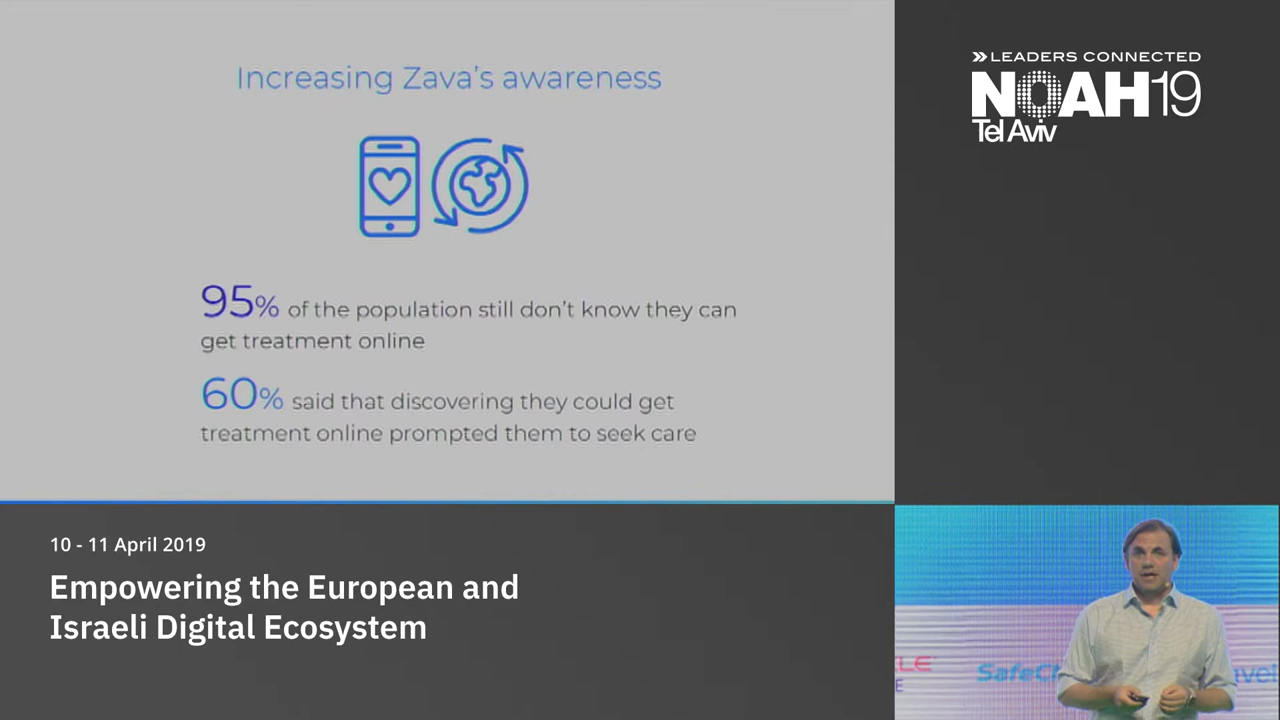 Increasing Zava's awareness
95% of the population still don't know they can
get treatment online
60% said that discovering they could get
treatment online prompted them to seek care
LEADERS CONNECTED
NOAH19
Tel Aviv
10 - 11 April 2019
Empowering the European and
Israeli Digital Ecosystem